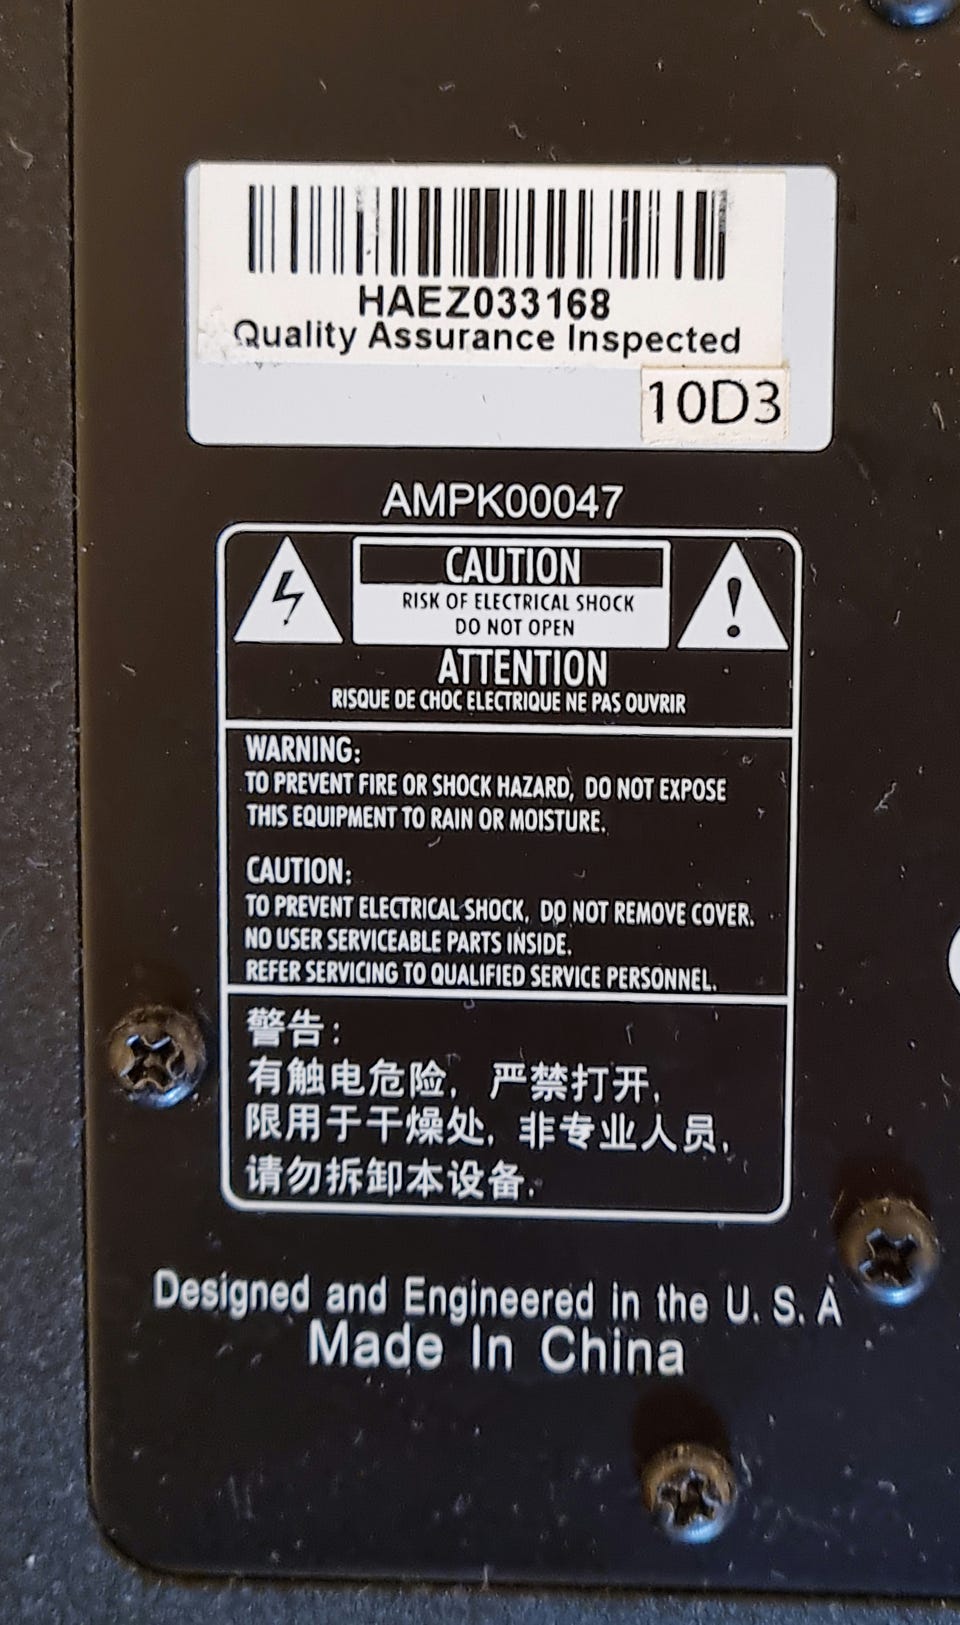 HAEZ033168
Quality Assurance Inspected
10D3
AMPK00047
CAUTION
RISK OF ELECTRICAL SHOCK
DO NOT OPEN
ATTENTION
RISQUE DE CHOC ELECTRIQUE NE PAS OUVRIR
WARNING:
TO PREVENT FIRE OR SHOCK HAZARD, DO NOT EXPOSE
THIS EQUIPMENT TO RAIN OR MOISTURE.
CAUTION:
TO PREVENT ELECTRICAL SHOCK, DO NOT REMOVE COVER.
NO USER SERVICEABLE PARTS INSIDE.
REFER SERVICING TO QUALIFIED SERVICE PERSONNEL.
警告:
有触电危险, 严禁打开,
限用于干燥处, 非专业人员,
请勿拆卸本设备.
Designed and Engineered in the U. S. A
Made In China